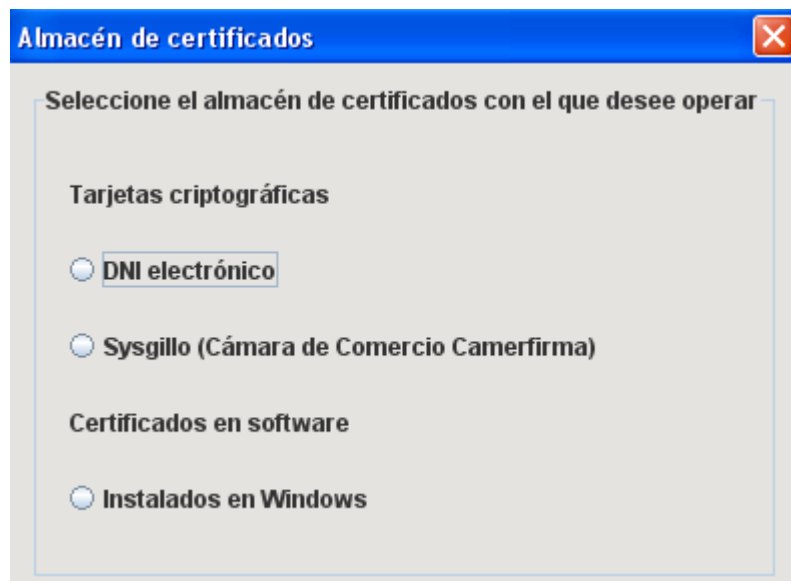 Almacén de certificados
Seleccione el almacén de certificados con el que desee operar
Tarjetas criptográficas
DNI electrónico
Sysgillo (Cámara de Comercio Camerfirma)
Certificados en software
Instalados en Windows